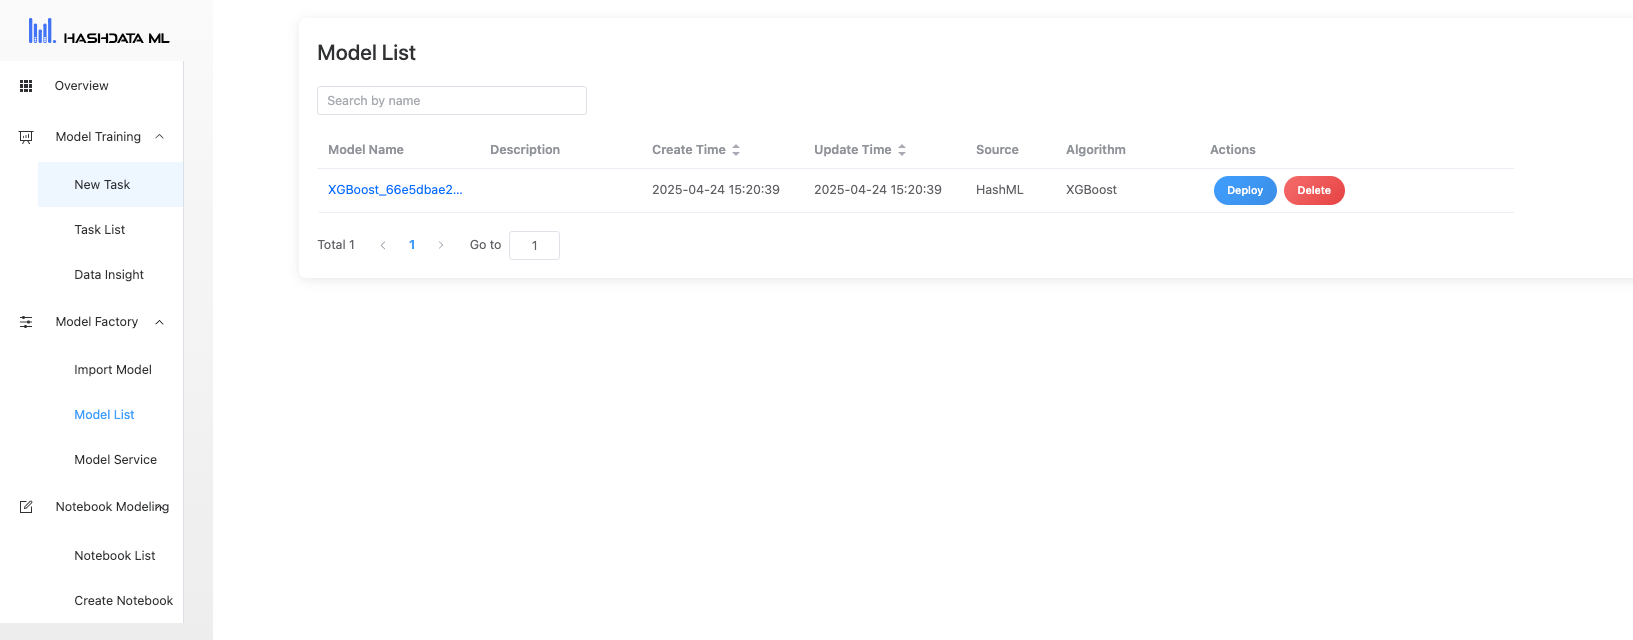 HASHDATA ML
Overview
Model Training
New Task
Task List
Data Insight
Model Factory
Import Model
Model List
Model Service
Notebook Modeling
Notebook List
Create Notebook
Model List
Search by name
Model Name Description Create Time Update Time Source Algorithm Actions
XGBoost_66e5dbae2... 2025-04-24 15:20:39 2025-04-24 15:20:39 HashML XGBoost Deploy Delete
Total 1 < 1 > Go to 1